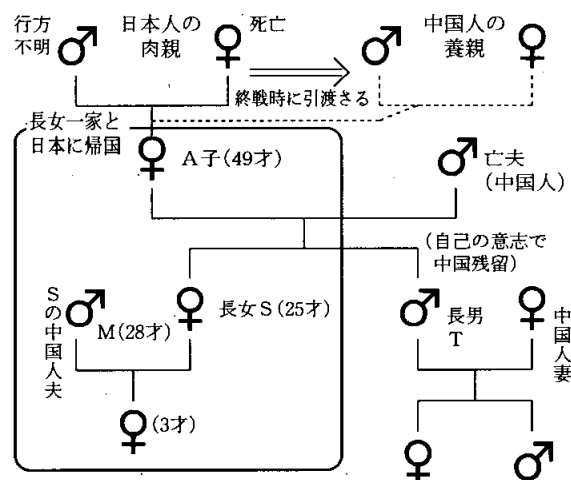 行方
不明
日本人の
肉親
死亡
中国人の
養親
終戦時に引渡さる
長女一家と
日本に帰国
A子(49才)
亡夫
(中国人)
(自己の意志で
中国残留)
Sの中国人夫
M(28才)
長女S(25才)
長男
T
中国人妻
(3才)